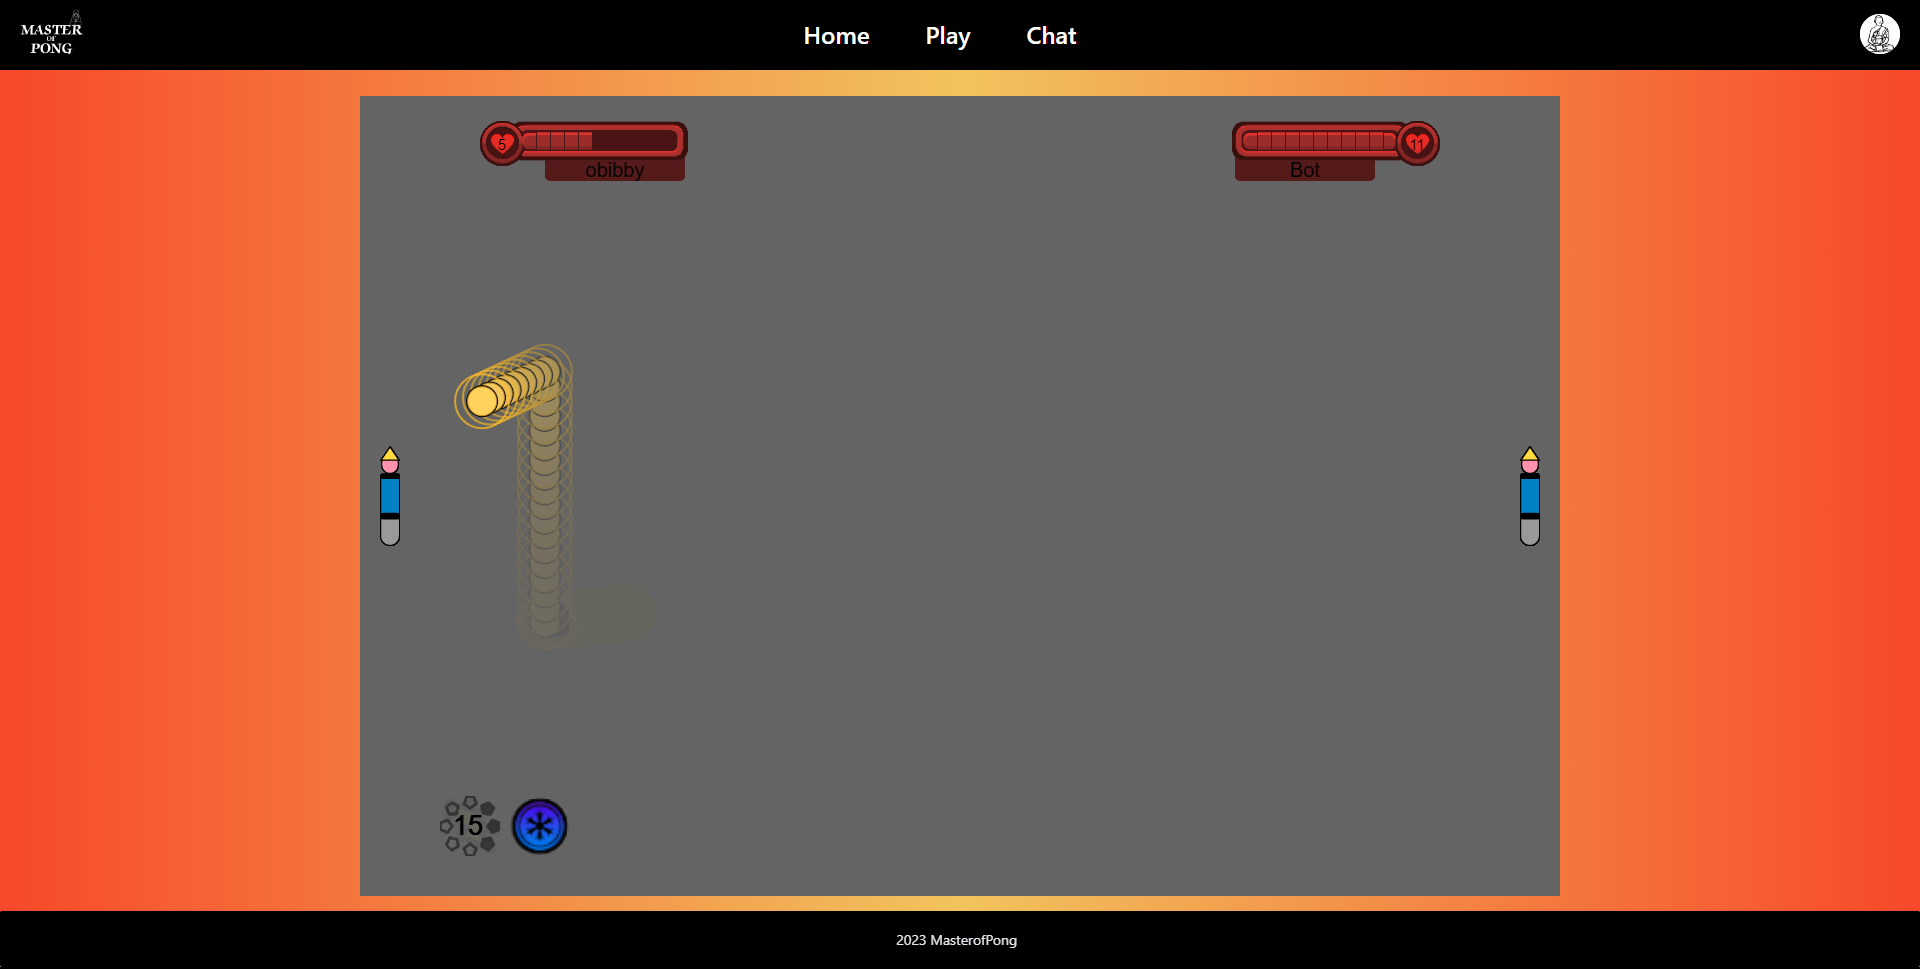 MASTER
OF
PONG
Home
Play
Chat
5
obibby
11
Bot
15
2023 MasterofPong